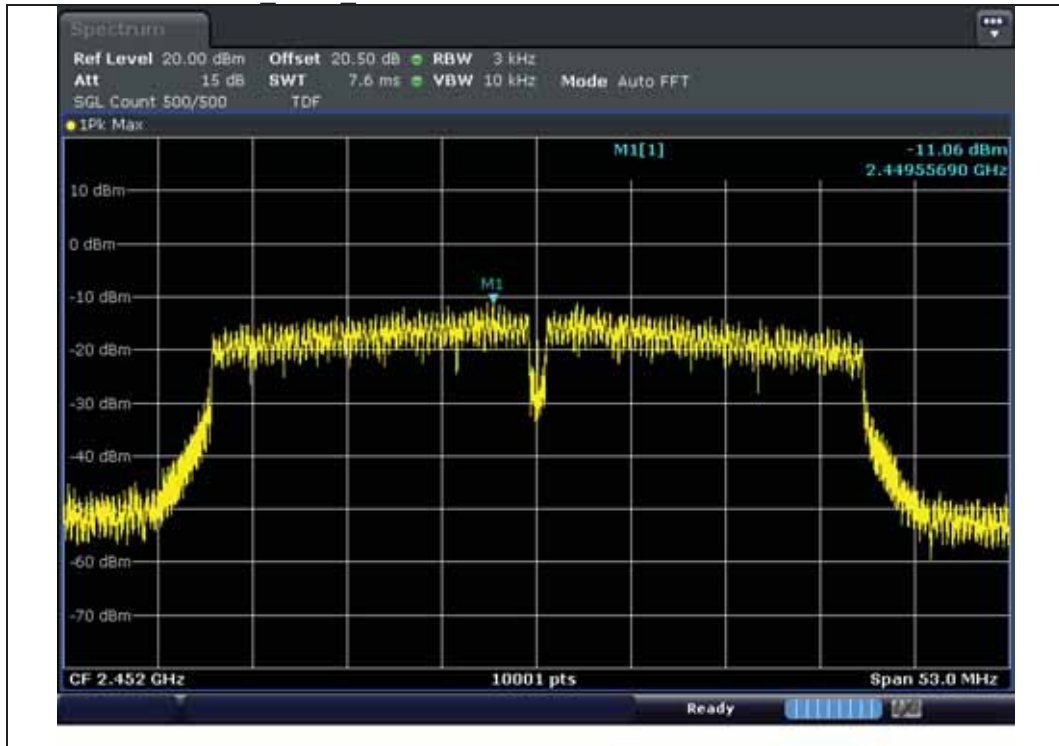 Spectrum
Ref Level 20.00 dBm Offset 20.50 dB RBW 3 kHz
Att 15 dB SWT 7.6 ms VBW 10 kHz Mode Auto FFT
SGL Count 500/500 TDF
1Pk Max
M1[1] -11.06 dBm
2.44955690 GHz
10 dBm
0 dBm
M1
-10 dBm
-20 dBm
-30 dBm
-40 dBm
-60 dBm
-70 dBm
CF 2.452 GHz 10001 pts Span 53.0 MHz
Ready